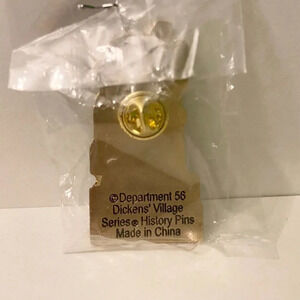 ©Department 56
Dickens' Village
Series® History Pins
Made in China